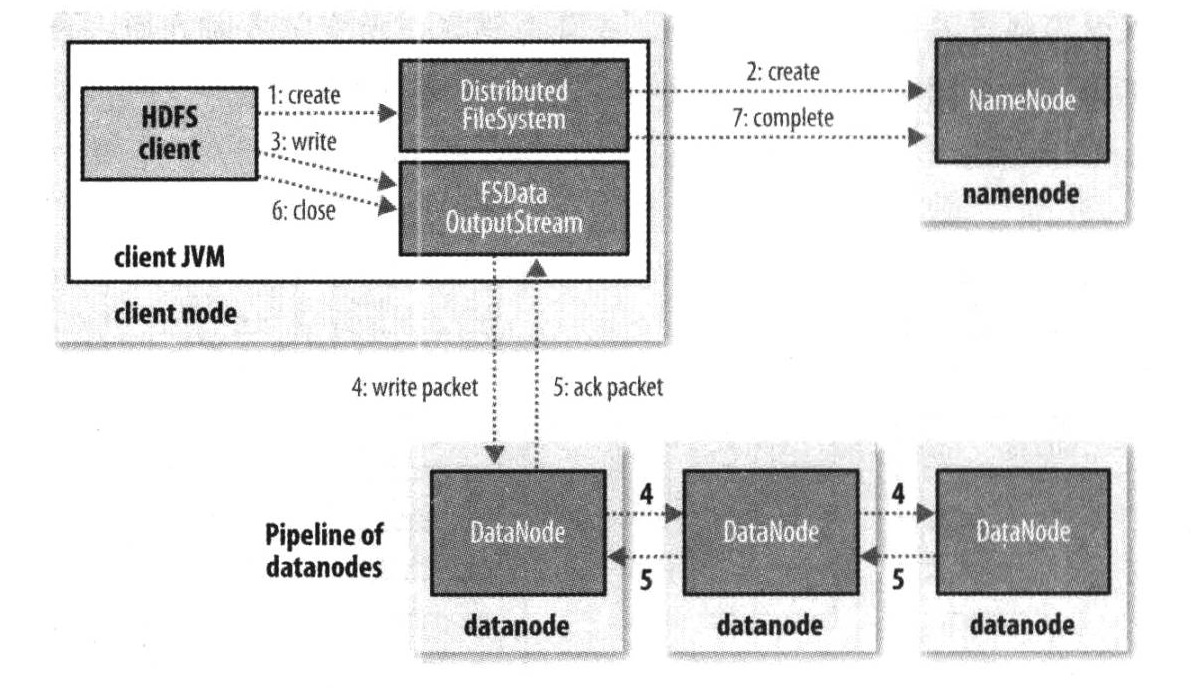 HDFS
client
1: create
3: write
6: close
Distributed
FileSystem
FSData
OutputStream
client JVM
client node
2: create
7: complete
NameNode
namenode
4: write packet
5: ack packet
Pipeline of
datanodes
DataNode
datanode
4
5
DataNode
datanode
4
5
DataNode
datanode